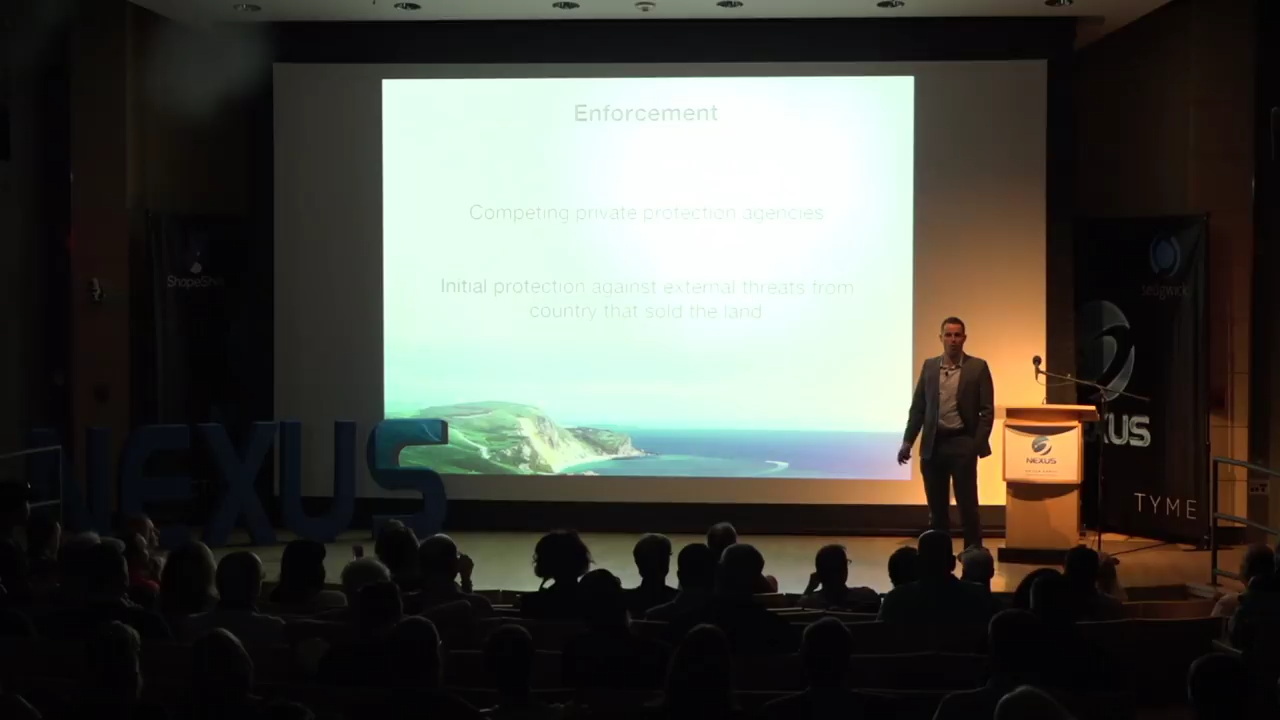 Enforcement
Competing private protection agencies
Initial protection against external threats from
country that sold the land
ShapeShift
sedgwick
NEXUS
NEXUS
XUS
TYME